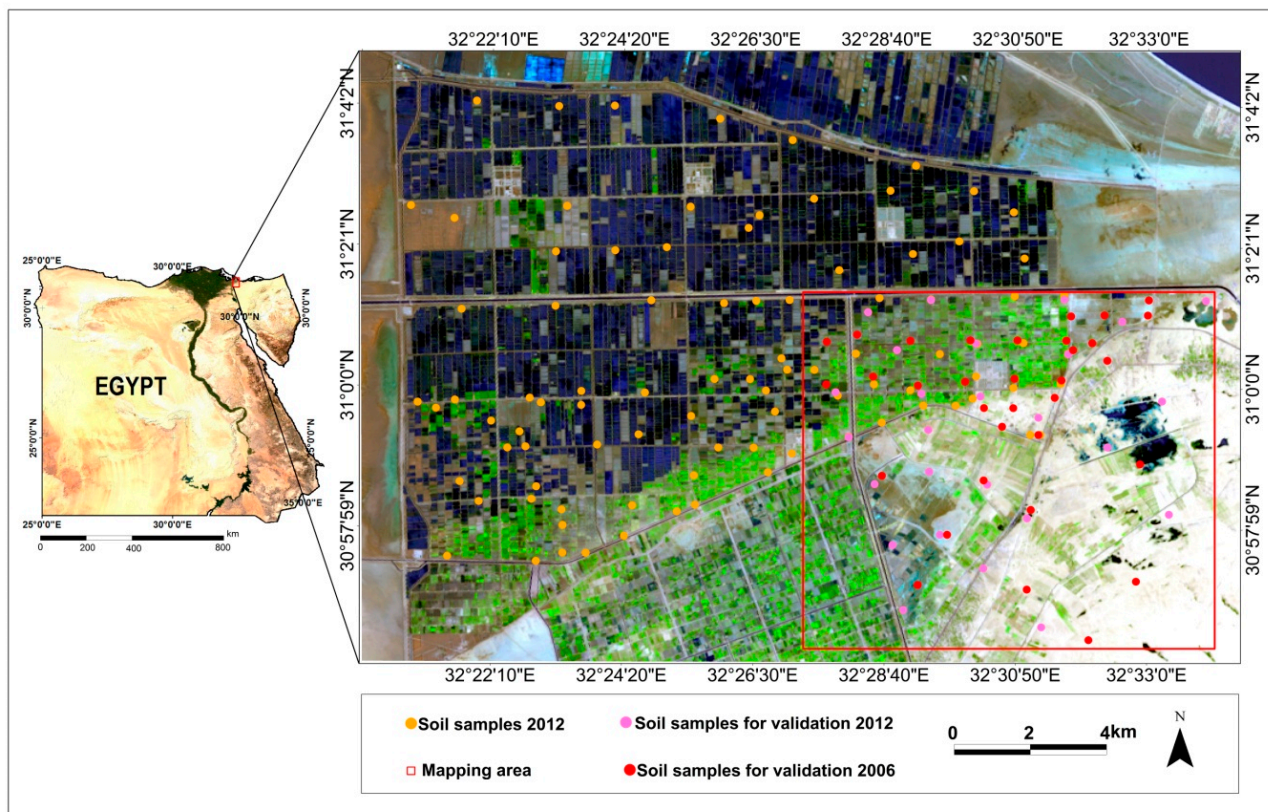 32°22'10"E 32°24'20"E 32°26'30"E 32°28'40"E 32°30'50"E 32°33'0"E
31°4'2"N
31°4'2"N
31°2'1"N
31°2'1"N
31°0'0"N
31°0'0"N
30°57'59"N
30°57'59"N
32°22'10"E 32°24'20"E 32°26'30"E 32°28'40"E 32°30'50"E 32°33'0"E
25°0'0"E
30°0'0"E
30°0'0"N
30°0'0"E
30°0'0"N
EGYPT
25°0'0"N
25°0'0"N
35°0'0"E
25°0'0"E
30°0'0"E
0 200 400 800
km
Soil samples 2012
Soil samples for validation 2012
Mapping area
Soil samples for validation 2006
0 2 4km
N